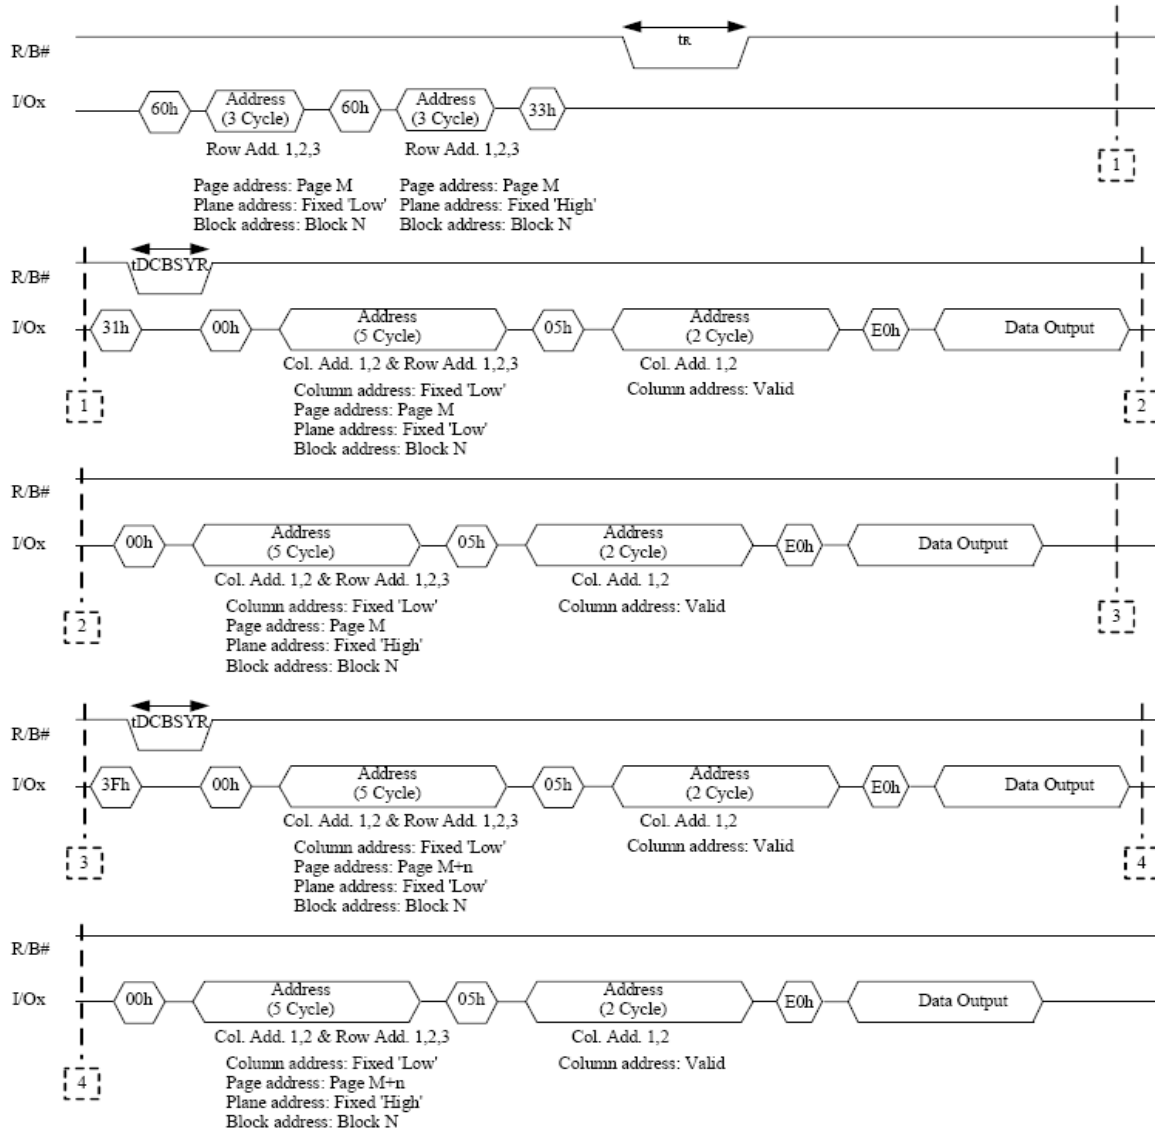 R/B#
tR
I/Ox
60h Address (3 Cycle) 60h Address (3 Cycle) 33h
Row Add. 1,2,3 Row Add. 1,2,3
Page address: Page M Page address: Page M
Plane address: Fixed 'Low' Plane address: Fixed 'High'
Block address: Block N Block address: Block N
1
R/B#
tDCBSYR
I/Ox
31h 00h Address (5 Cycle) 05h Address (2 Cycle) E0h Data Output
Col. Add. 1,2 & Row Add. 1,2,3 Col. Add. 1,2
Column address: Fixed 'Low' Column address: Valid
Page address: Page M
Plane address: Fixed 'Low'
Block address: Block N
1 2
R/B#
I/Ox
00h Address (5 Cycle) 05h Address (2 Cycle) E0h Data Output
Col. Add. 1,2 & Row Add. 1,2,3 Col. Add. 1,2
Column address: Fixed 'Low' Column address: Valid
Page address: Page M
Plane address: Fixed 'High'
Block address: Block N
2 3
R/B#
tDCBSYR
I/Ox
3Fh 00h Address (5 Cycle) 05h Address (2 Cycle) E0h Data Output
Col. Add. 1,2 & Row Add. 1,2,3 Col. Add. 1,2
Column address: Fixed 'Low' Column address: Valid
Page address: Page M+n
Plane address: Fixed 'Low'
Block address: Block N
3 4
R/B#
I/Ox
00h Address (5 Cycle) 05h Address (2 Cycle) E0h Data Output
Col. Add. 1,2 & Row Add. 1,2,3 Col. Add. 1,2
Column address: Fixed 'Low' Column address: Valid
Page address: Page M+n
Plane address: Fixed 'High'
Block address: Block N
4